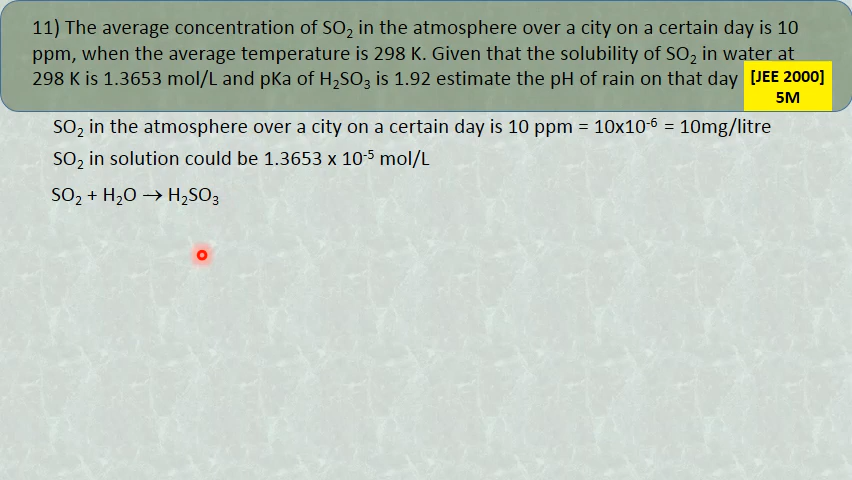 11) The average concentration of SO₂ in the atmosphere over a city on a certain day is 10
ppm, when the average temperature is 298 K. Given that the solubility of SO₂ in water at
298 K is 1.3653 mol/L and pKa of H₂SO₃ is 1.92 estimate the pH of rain on that day
[JEE 2000]
5M
SO₂ in the atmosphere over a city on a certain day is 10 ppm = 10x10⁻⁶ = 10mg/litre
SO₂ in solution could be 1.3653 x 10⁻⁵ mol/L
SO₂ + H₂O → H₂SO₃